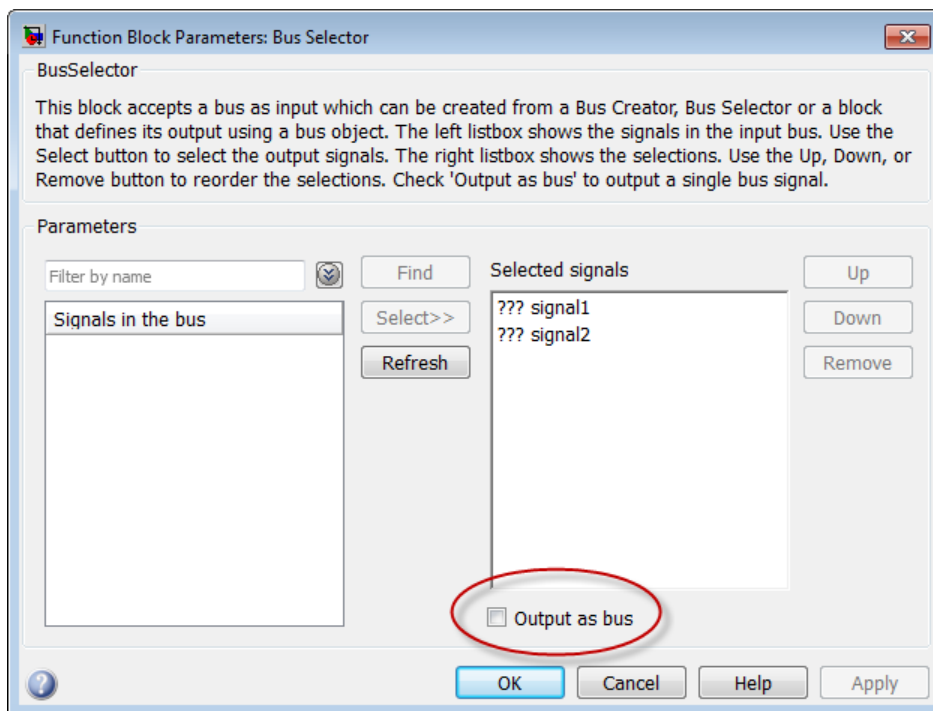 Function Block Parameters: Bus Selector
BusSelector
This block accepts a bus as input which can be created from a Bus Creator, Bus Selector or a block
that defines its output using a bus object. The left listbox shows the signals in the input bus. Use the
Select button to select the output signals. The right listbox shows the selections. Use the Up, Down, or
Remove button to reorder the selections. Check 'Output as bus' to output a single bus signal.
Parameters
Filter by name
Find
Selected signals
Up
Signals in the bus
Select>>
??? signal1
Down
??? signal2
Refresh
Remove
Output as bus
?
OK
Cancel
Help
Apply